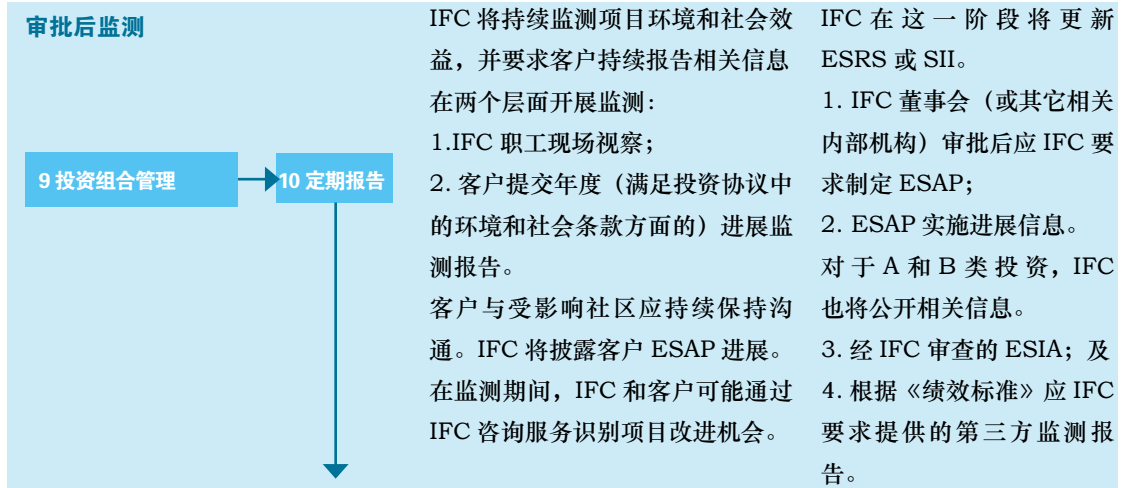 审批后监测
9 投资组合管理
10 定期报告
IFC 将持续监测项目环境和社会效
益，并要求客户持续报告相关信息
在两个层面开展监测：
1.IFC 职工现场视察；
2. 客户提交年度（满足投资协议中
的环境和社会条款方面的）进展监
测报告。
客户与受影响社区应持续保持沟
通。IFC 将披露客户 ESAP 进展。
在监测期间，IFC 和客户可能通过
IFC 咨询服务识别项目改进机会。
IFC 在这一阶段将更新
ESRS 或 SII。
1. IFC 董事会（或其它相关
内部机构）审批后应 IFC 要
求制定 ESAP；
2. ESAP 实施进展信息。
对于 A 和 B 类投资，IFC
也将公开相关信息。
3. 经 IFC 审查的 ESIA；及
4. 根据《绩效标准》应 IFC
要求提供的第三方监测报
告。